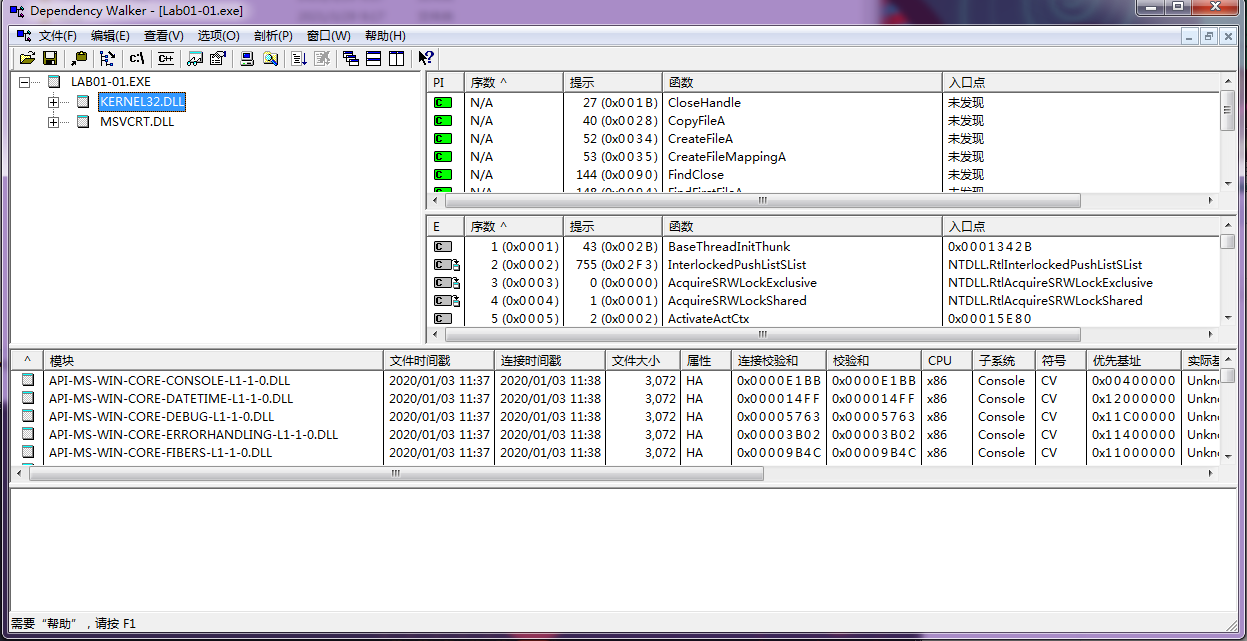 Dependency Walker - [Lab01-01.exe]
文件(F) 编辑(E) 查看(V) 选项(O) 剖析(P) 窗口(W) 帮助(H)
c:\ C++
LAB01-01.EXE
KERNEL32.DLL
MSVCRT.DLL
PI 序数 ^ 提示 函数 入口点
C N/A 27 (0x001B) CloseHandle 未发现
C N/A 40 (0x0028) CopyFileA 未发现
C N/A 52 (0x0034) CreateFileA 未发现
C N/A 53 (0x0035) CreateFileMappingA 未发现
C N/A 144 (0x0090) FindClose 未发现
N/A 148 (0x0094) FindFirstFileA 未发现
E 序数 ^ 提示 函数 入口点
C 1 (0x0001) 43 (0x002B) BaseThreadInitThunk 0x0001342B
C 2 (0x0002) 755 (0x02F3) InterlockedPushListSList NTDLL.RtlInterlockedPushListSList
C 3 (0x0003) 0 (0x0000) AcquireSRWLockExclusive NTDLL.RtlAcquireSRWLockExclusive
C 4 (0x0004) 1 (0x0001) AcquireSRWLockShared NTDLL.RtlAcquireSRWLockShared
C 5 (0x0005) 2 (0x0002) ActivateActCtx 0x00015E80
^ 模块 文件时间戳 连接时间戳 文件大小 属性 连接校验和 校验和 CPU 子系统 符号 优先基址 实际基
API-MS-WIN-CORE-CONSOLE-L1-1-0.DLL 2020/01/03 11:37 2020/01/03 11:38 3,072 HA 0x0000E1BB 0x0000E1BB x86 Console CV 0x00400000 Unkn
API-MS-WIN-CORE-DATETIME-L1-1-0.DLL 2020/01/03 11:37 2020/01/03 11:38 3,072 HA 0x000014FF 0x000014FF x86 Console CV 0x12000000 Unkn
API-MS-WIN-CORE-DEBUG-L1-1-0.DLL 2020/01/03 11:37 2020/01/03 11:38 3,072 HA 0x00005763 0x00005763 x86 Console CV 0x11C00000 Unkn
API-MS-WIN-CORE-ERRORHANDLING-L1-1-0.DLL 2020/01/03 11:37 2020/01/03 11:38 3,072 HA 0x00003B02 0x00003B02 x86 Console CV 0x11400000 Unkn
API-MS-WIN-CORE-FIBERS-L1-1-0.DLL 2020/01/03 11:37 2020/01/03 11:38 3,072 HA 0x00009B4C 0x00009B4C x86 Console CV 0x11000000 Unkn
需要“帮助”，请按 F1